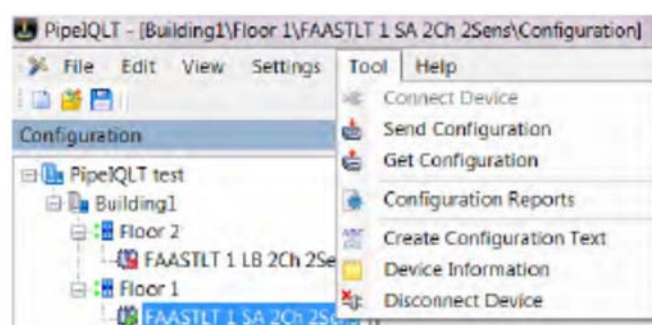 PipeIQLT - [Building1\Floor 1\FAASTLT 1 SA 2Ch 2Sens\Configuration]
File Edit View Settings Tool Help
Connect Device
Send Configuration
Get Configuration
Configuration Reports
Create Configuration Text
Device Information
Disconnect Device
Configuration
PipeIQLT test
Building1
Floor 2
FAASTLT 1 LB 2Ch 2Se
Floor 1
FAASTLT 1 SA 2Ch 2Sens